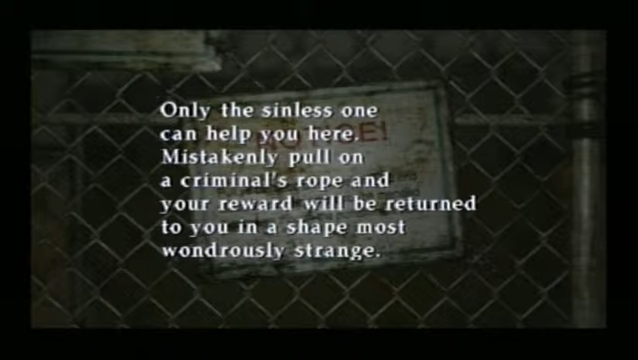 Only the sinless one
can help you here.
Mistakenly pull on
a criminal's rope and
your reward will be returned
to you in a shape most
wondrously strange.